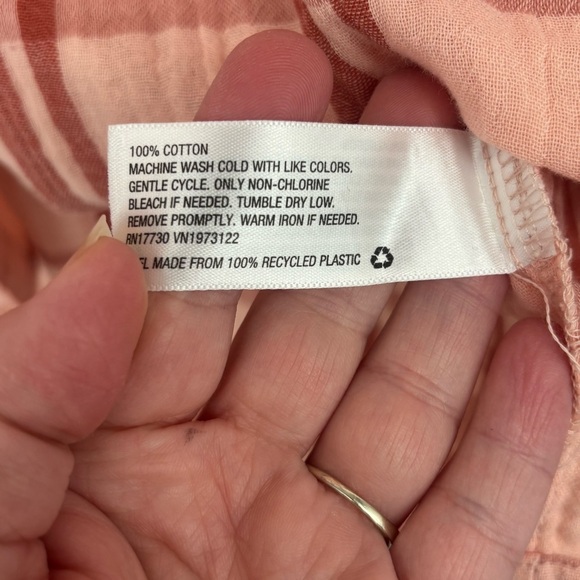 100% COTTON
MACHINE WASH COLD WITH LIKE COLORS.
GENTLE CYCLE. ONLY NON-CHLORINE
BLEACH IF NEEDED. TUMBLE DRY LOW.
REMOVE PROMPTLY. WARM IRON IF NEEDED.
RN17730 VN1973122
MADE FROM 100% RECYCLED PLASTIC